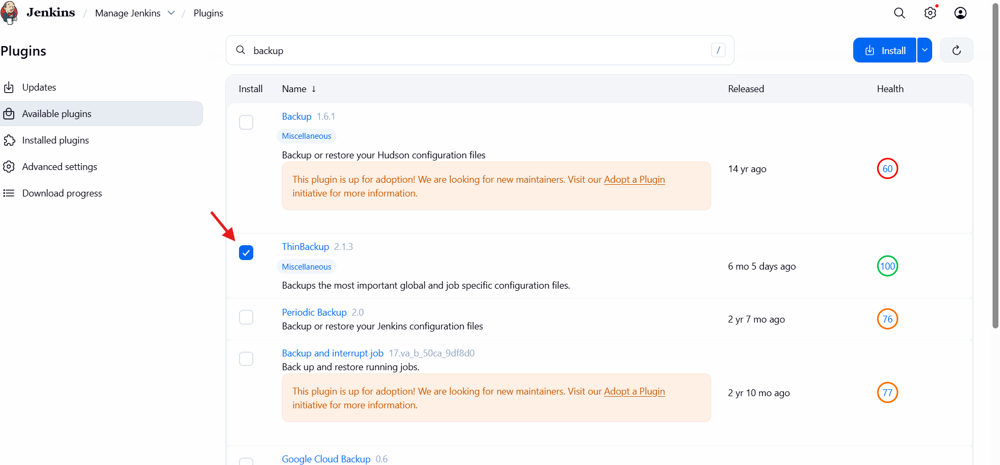 Jenkins / Manage Jenkins / Plugins
Plugins
backup /
Install
Updates
Available plugins
Installed plugins
Advanced settings
Download progress
Install Name ↓ Released Health
Backup 1.6.1
Miscellaneous
Backup or restore your Hudson configuration files
This plugin is up for adoption! We are looking for new maintainers. Visit our Adopt a Plugin
initiative for more information.
14 yr ago
60
ThinBackup 2.1.3
Miscellaneous
Backups the most important global and job specific configuration files.
6 mo 5 days ago
100
Periodic Backup 2.0
Backup or restore your Jenkins configuration files
2 yr 7 mo ago
76
Backup and interrupt job 17.va_b_50ca_9df8d0
Back up and restore running jobs.
This plugin is up for adoption! We are looking for new maintainers. Visit our Adopt a Plugin
initiative for more information.
2 yr 10 mo ago
77
Google Cloud Backup 0.6